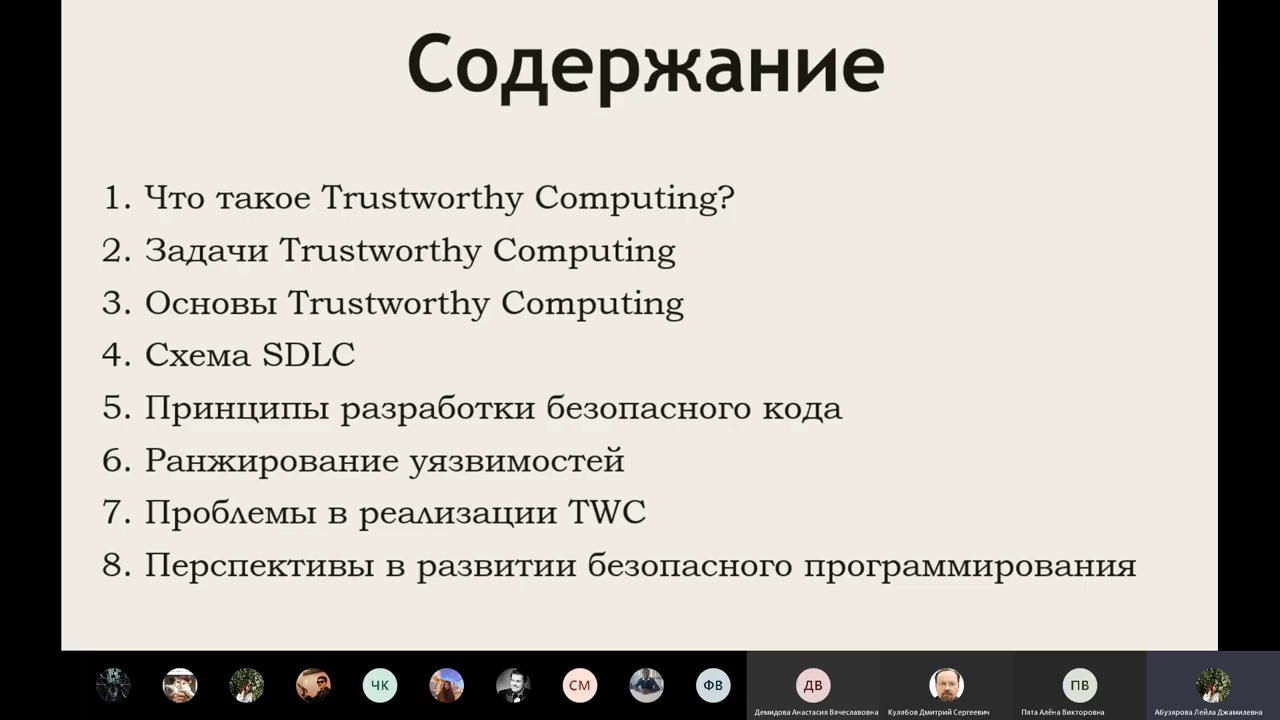 Содержание
1. Что такое Trustworthy Computing?
2. Задачи Trustworthy Computing
3. Основы Trustworthy Computing
4. Схема SDLC
5. Принципы разработки безопасного кода
6. Ранжирование уязвимостей
7. Проблемы в реализации TWC
8. Перспективы в развитии безопасного программирования
ЧК СМ ФВ ДВ ПВ
Демидова Анастасия Вячеславовна Кулябов Дмитрий Сергеевич Пята Алёна Викторовна Абузярова Лейла Джамилевна